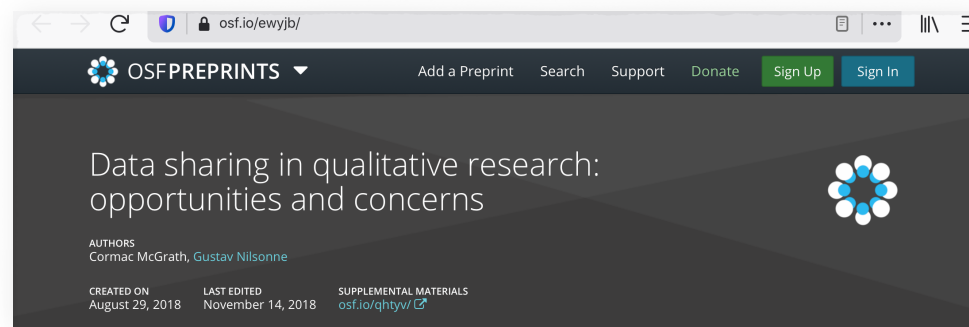 osf.io/ewyjb/
OSFPREPRINTS Add a Preprint Search Support Donate Sign Up Sign In
Data sharing in qualitative research:
opportunities and concerns
AUTHORS
Cormac McGrath, Gustav Nilsonne
CREATED ON LAST EDITED SUPPLEMENTAL MATERIALS
August 29, 2018 November 14, 2018 osf.io/qhtyv/